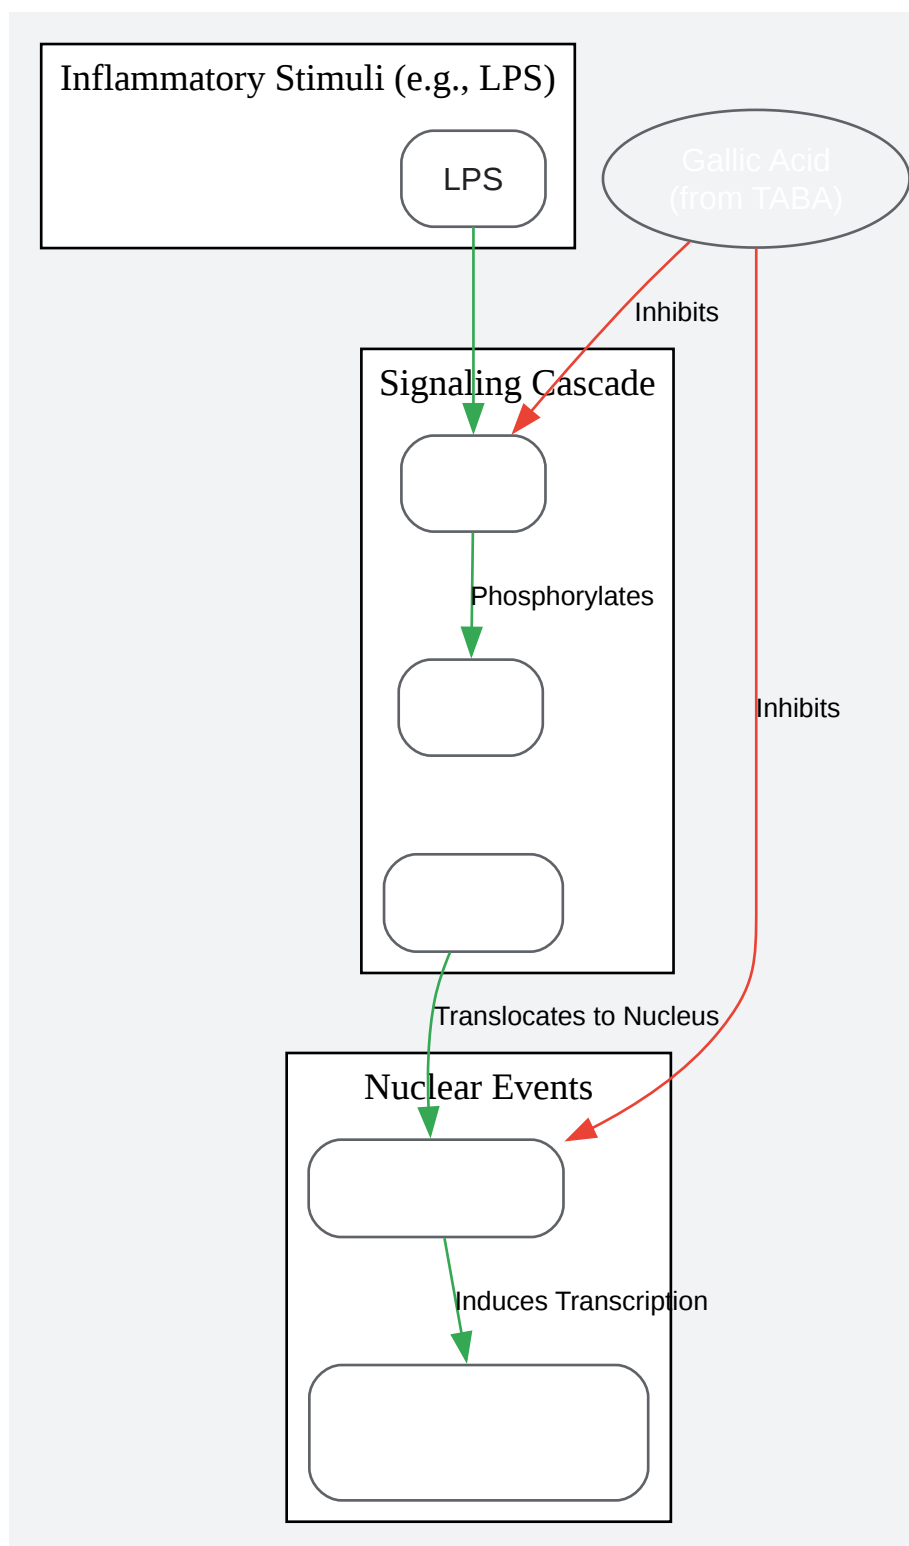 Inflammatory Stimuli (e.g., LPS)
LPS
Gallic Acid
(from TABA)
Inhibits
Signaling Cascade
Phosphorylates
Inhibits
Translocates to Nucleus
Nuclear Events
Induces Transcription